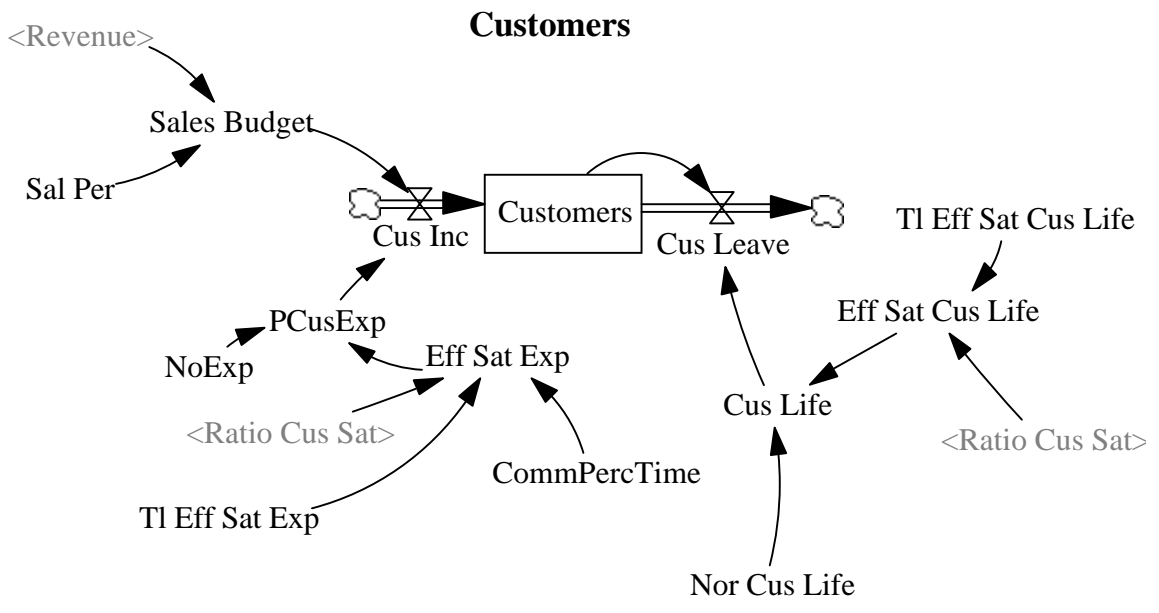 Customers
<Revenue>
Sales Budget
Sal Per
Customers
Cus Inc
Cus Leave
Tl Eff Sat Cus Life
Eff Sat Cus Life
PCusExp
NoExp
Eff Sat Exp
Cus Life
<Ratio Cus Sat>
<Ratio Cus Sat>
CommPercTime
Tl Eff Sat Exp
Nor Cus Life